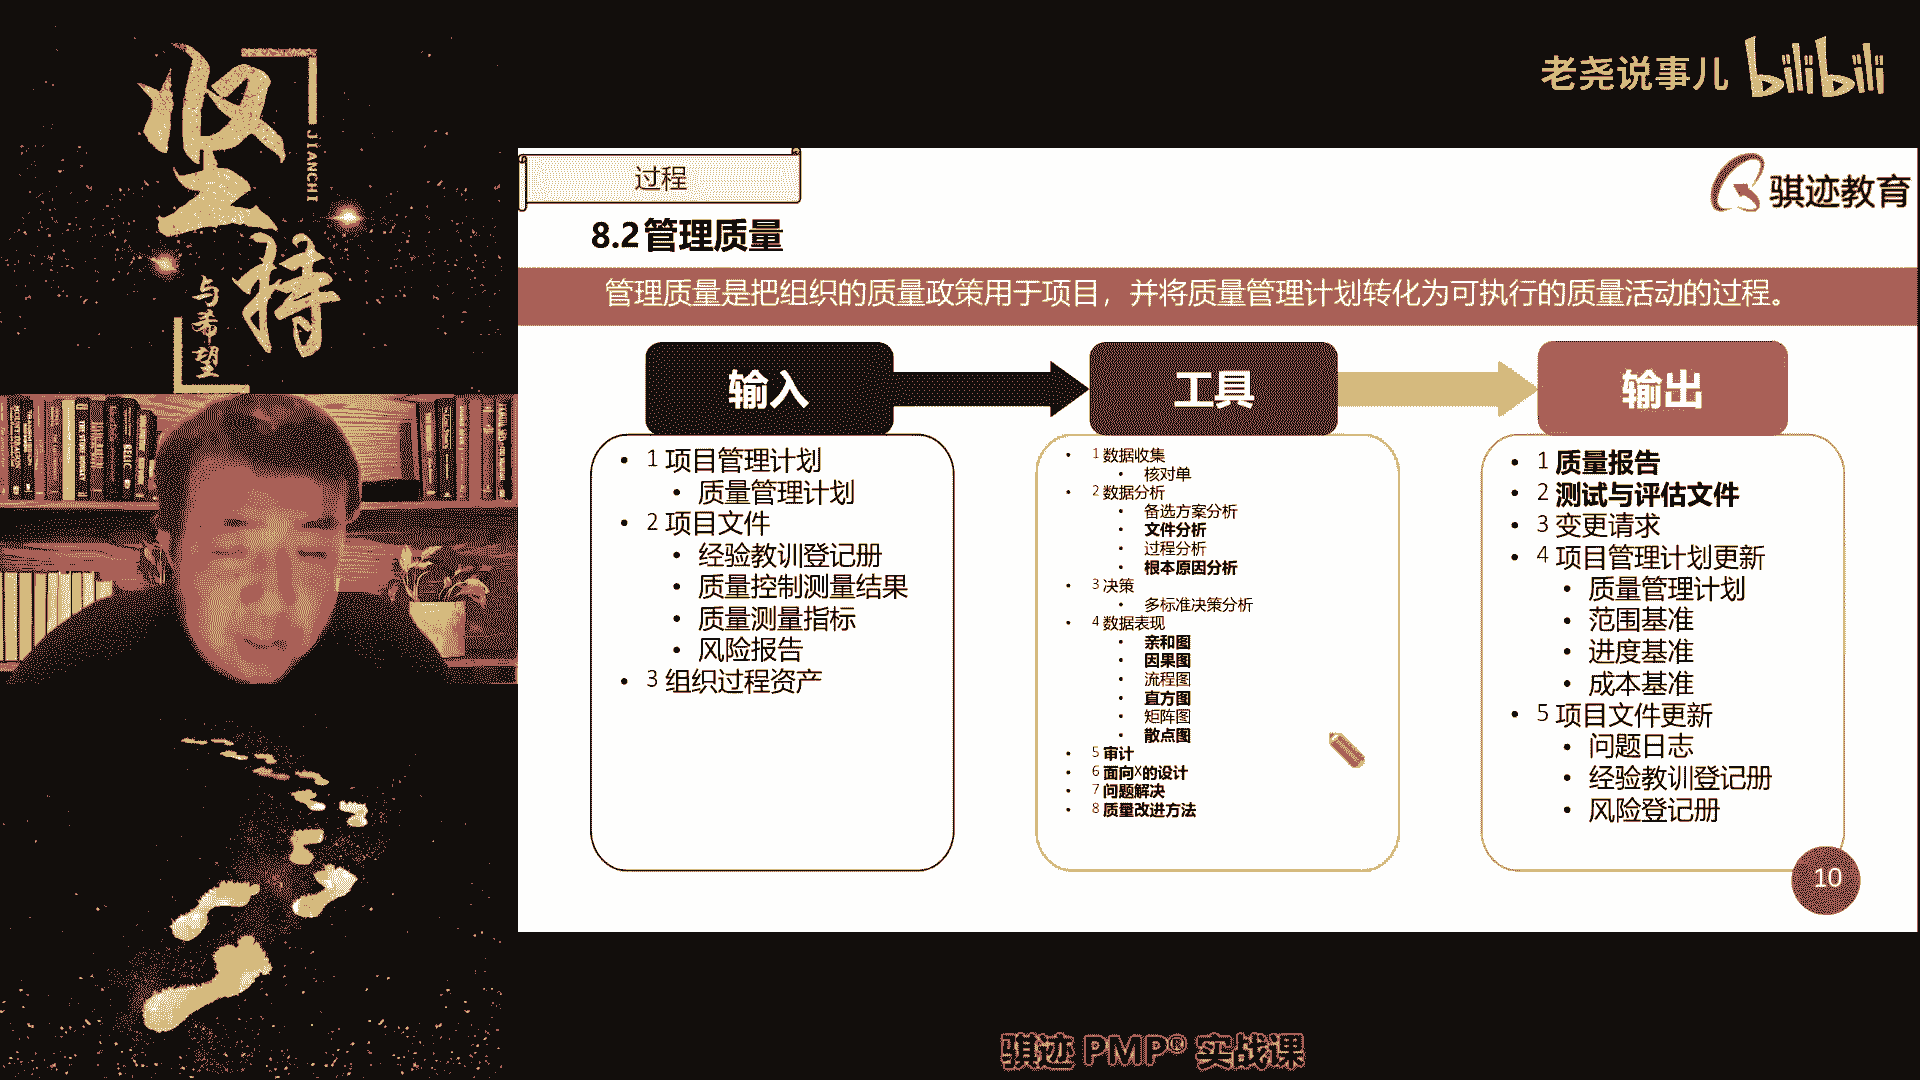 坚持
JIANCHI
与希望
老尧说事儿 bilibili
过程
骐迹教育
8.2管理质量
管理质量是把组织的质量政策用于项目，并将质量管理计划转化为可执行的质量活动的过程。
输入
• 1 项目管理计划
• 质量管理计划
• 2 项目文件
• 经验教训登记册
• 质量控制测量结果
• 质量测量指标
• 风险报告
• 3 组织过程资产
工具
• 1 数据收集
• 核对单
• 2 数据分析
• 备选方案分析
• 文件分析
• 过程分析
• 根本原因分析
• 3 决策
• 多标准决策分析
• 4 数据表现
• 亲和图
• 因果图
• 流程图
• 直方图
• 矩阵图
• 散点图
• 5 审计
• 6 面向X的设计
• 7 问题解决
• 8 质量改进方法
输出
• 1 质量报告
• 2 测试与评估文件
• 3 变更请求
• 4 项目管理计划更新
• 质量管理计划
• 范围基准
• 进度基准
• 成本基准
• 5 项目文件更新
• 问题日志
• 经验教训登记册
• 风险登记册
10
骐迹 PMP® 实战课